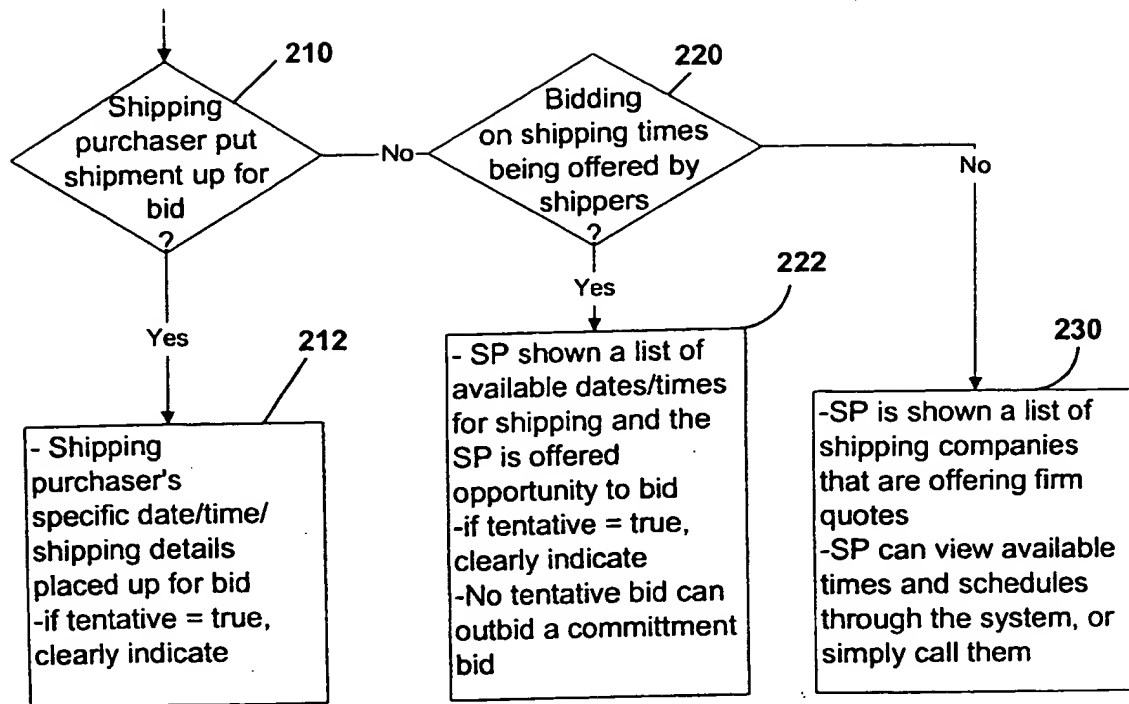 210
Shipping
purchaser put
shipment up for
bid
?
No
220
Bidding
on shipping times
being offered by
shippers
?
No
Yes
212
- Shipping
purchaser's
specific date/time/
shipping details
placed up for bid
-if tentative = true,
clearly indicate
Yes
222
- SP shown a list of
available dates/times
for shipping and the
SP is offered
opportunity to bid
-if tentative = true,
clearly indicate
-No tentative bid can
outbid a committment
bid
230
-SP is shown a list of
shipping companies
that are offering firm
quotes
-SP can view available
times and schedules
through the system, or
simply call them